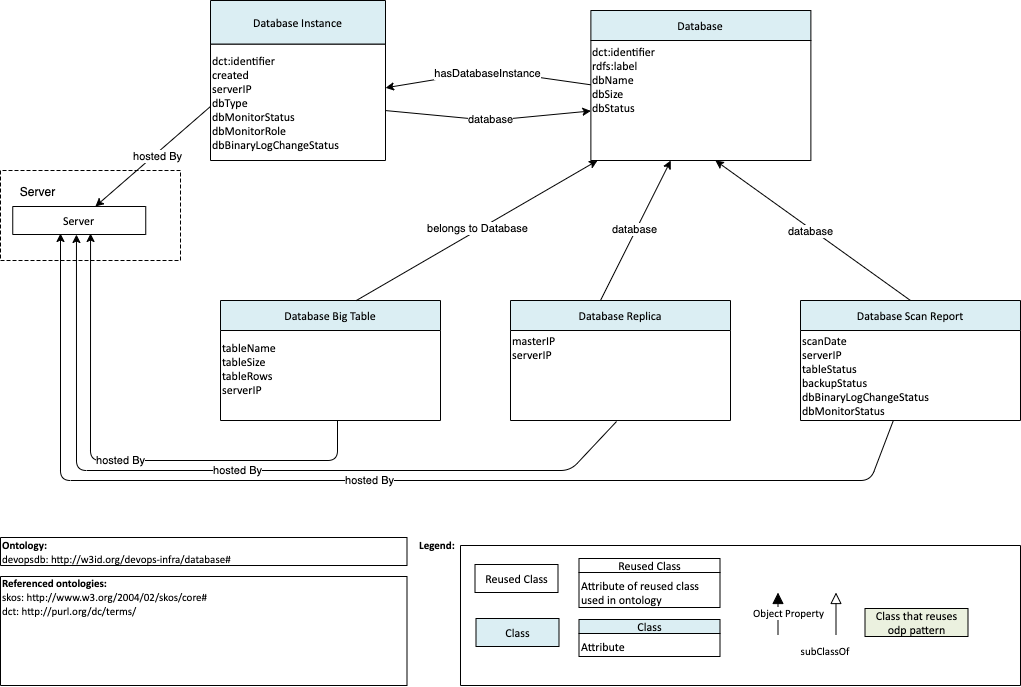 Database Instance
dct:identifier
created
serverIP
dbType
dbMonitorStatus
dbMonitorRole
dbBinaryLogChangeStatus
Database
dct:identifier
rdfs:label
dbName
dbSize
dbStatus
hasDatabaseInstance
database
hosted By
Server
Server
belongs to Database
database
database
Database Big Table
tableName
tableSize
tableRows
serverIP
Database Replica
masterIP
serverIP
Database Scan Report
scanDate
serverIP
tableStatus
backupStatus
dbBinaryLogChangeStatus
dbMonitorStatus
hosted By
hosted By
hosted By
Ontology:
devopsdb: http://w3id.org/devops-infra/database#
Referenced ontologies:
skos: http://www.w3.org/2004/02/skos/core#
dct: http://purl.org/dc/terms/
Legend:
Reused Class
Reused Class
Attribute of reused class
used in ontology
Class
Class
Attribute
Object Property
subClassOf
Class that reuses
odp pattern